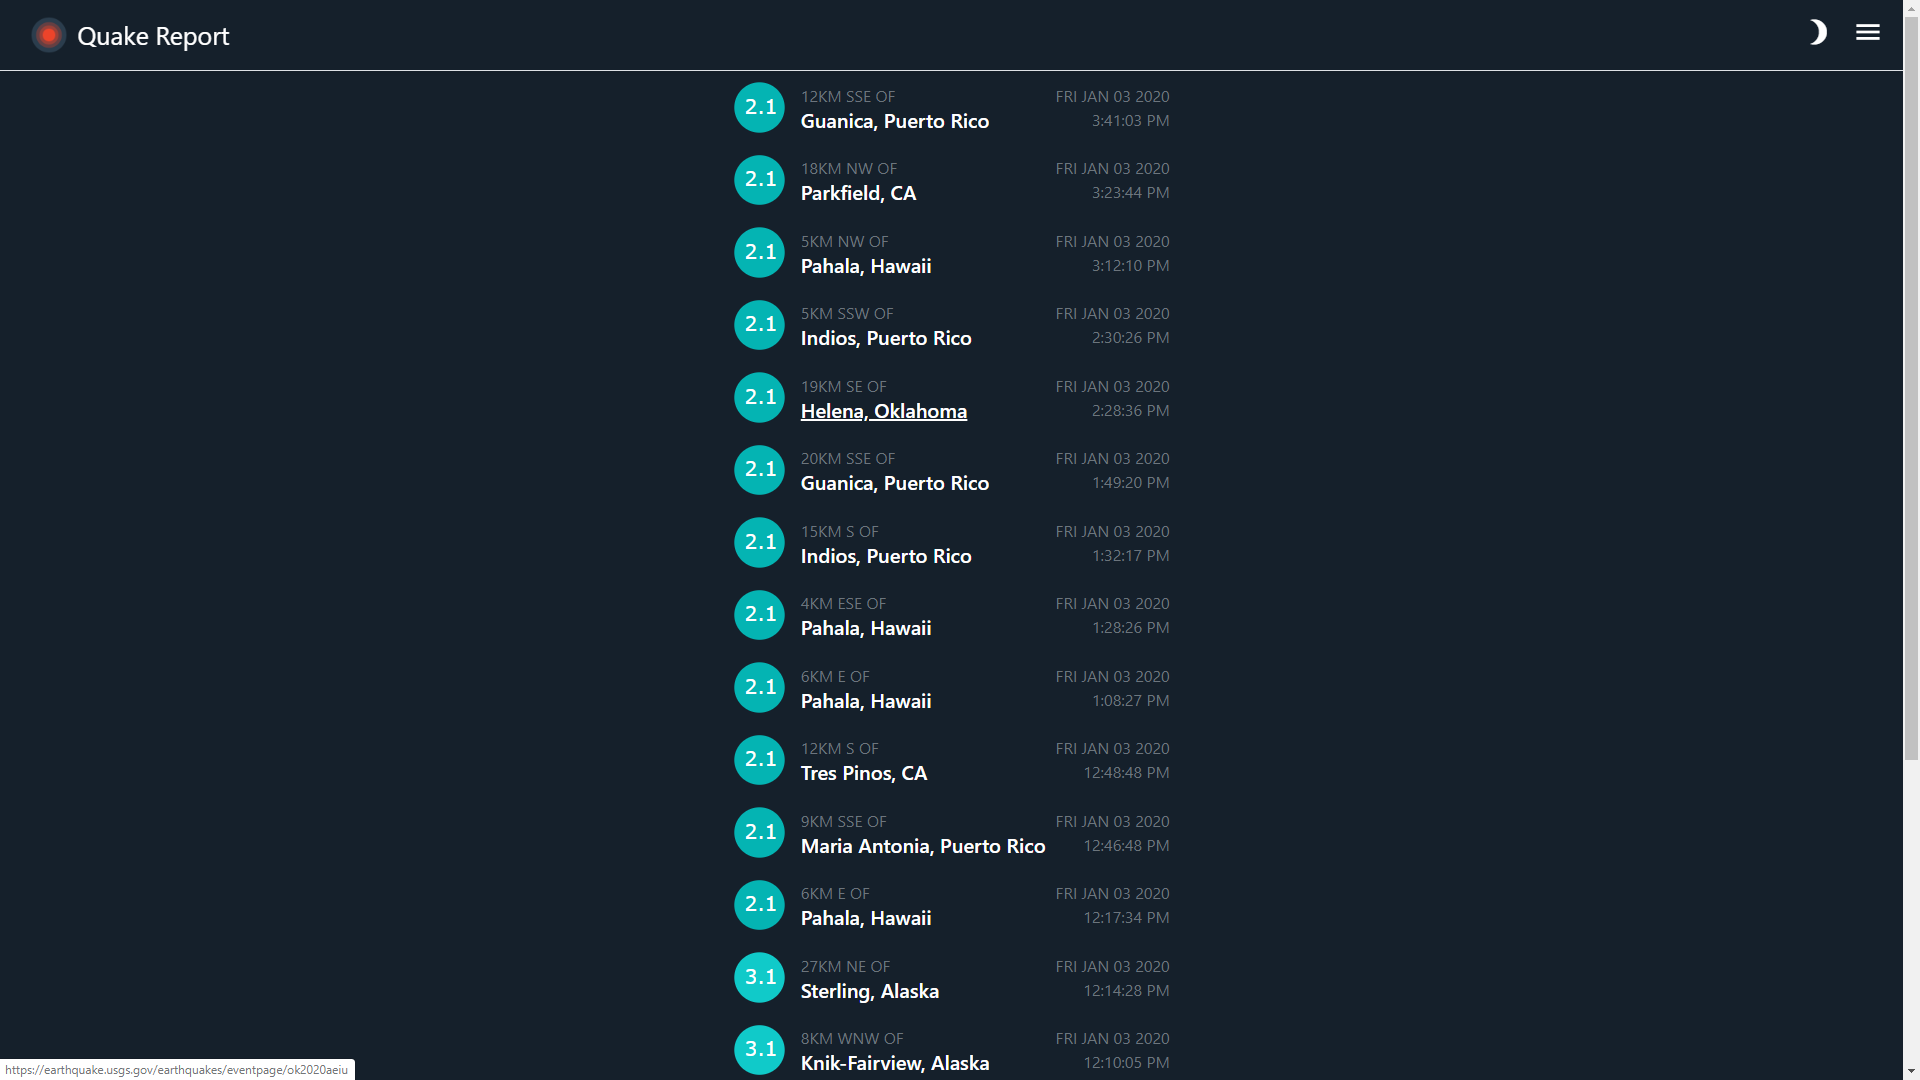 Quake Report
2.1
12KM SSE OF
FRI JAN 03 2020
Guanica, Puerto Rico
3:41:03 PM
2.1
18KM NW OF
FRI JAN 03 2020
Parkfield, CA
3:23:44 PM
2.1
5KM NW OF
FRI JAN 03 2020
Pahala, Hawaii
3:12:10 PM
2.1
5KM SSW OF
FRI JAN 03 2020
Indios, Puerto Rico
2:30:26 PM
2.1
19KM SE OF
FRI JAN 03 2020
Helena, Oklahoma
2:28:36 PM
2.1
20KM SSE OF
FRI JAN 03 2020
Guanica, Puerto Rico
1:49:20 PM
2.1
15KM S OF
FRI JAN 03 2020
Indios, Puerto Rico
1:32:17 PM
2.1
4KM ESE OF
FRI JAN 03 2020
Pahala, Hawaii
1:28:26 PM
2.1
6KM E OF
FRI JAN 03 2020
Pahala, Hawaii
1:08:27 PM
2.1
12KM S OF
FRI JAN 03 2020
Tres Pinos, CA
12:48:48 PM
2.1
9KM SSE OF
FRI JAN 03 2020
Maria Antonia, Puerto Rico
12:46:48 PM
2.1
6KM E OF
FRI JAN 03 2020
Pahala, Hawaii
12:17:34 PM
3.1
27KM NE OF
FRI JAN 03 2020
Sterling, Alaska
12:14:28 PM
3.1
8KM WNW OF
FRI JAN 03 2020
Knik-Fairview, Alaska
12:10:05 PM
https://earthquake.usgs.gov/earthquakes/eventpage/ok2020aeiu